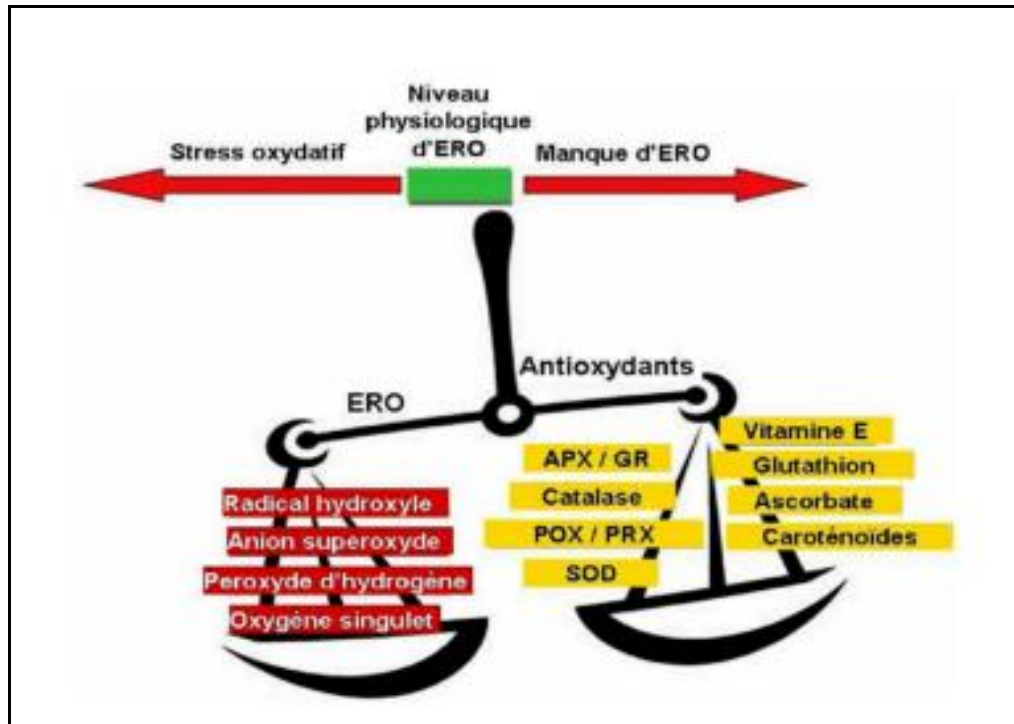 Niveau
physiologique
d'ERO
Stress oxydatif
Manque d'ERO
Antioxydants
ERO
Radical hydroxyle
Anion superoxyde
Peroxyde d'hydrogène
Oxygène singulet
APX / GR
Catalase
POX / PRX
SOD
Vitamine E
Glutathion
Ascorbate
Caroténoïdes